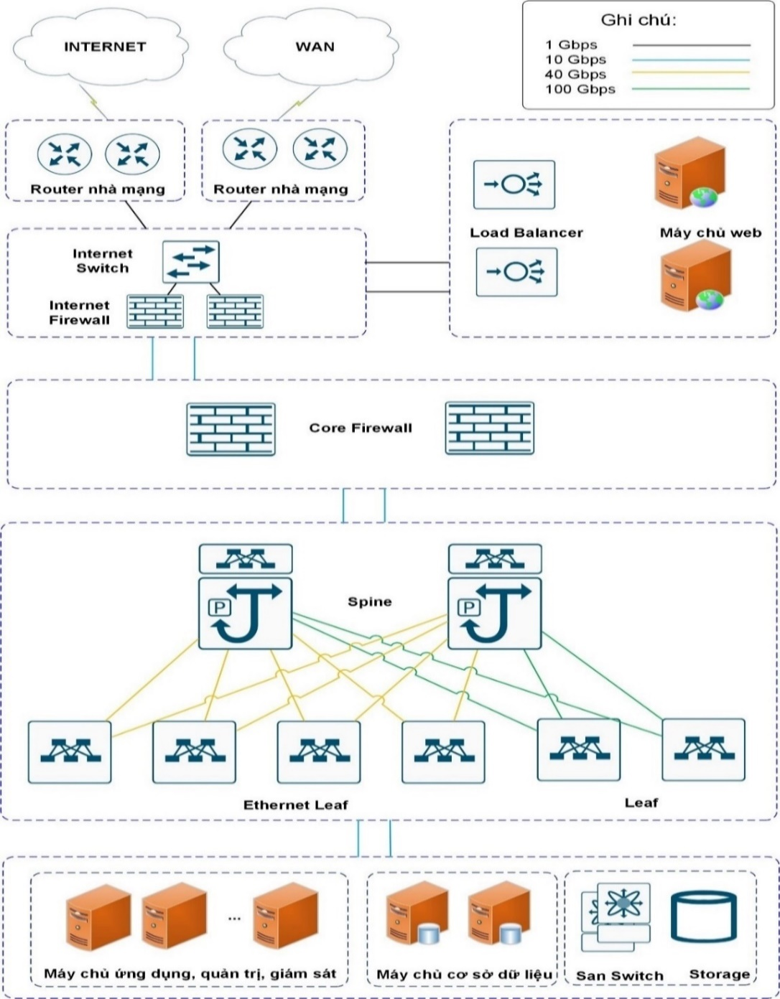 INTERNET
WAN
Ghi chú:
1 Gbps
10 Gbps
40 Gbps
100 Gbps
Router nhà mạng
Router nhà mạng
Internet
Switch
Internet
Firewall
Load Balancer
Máy chủ web
Core Firewall
P
Spine
P
Ethernet Leaf
Leaf
...
Máy chủ ứng dụng, quản trị, giám sát
Máy chủ cơ sở dữ liệu
San Switch
Storage